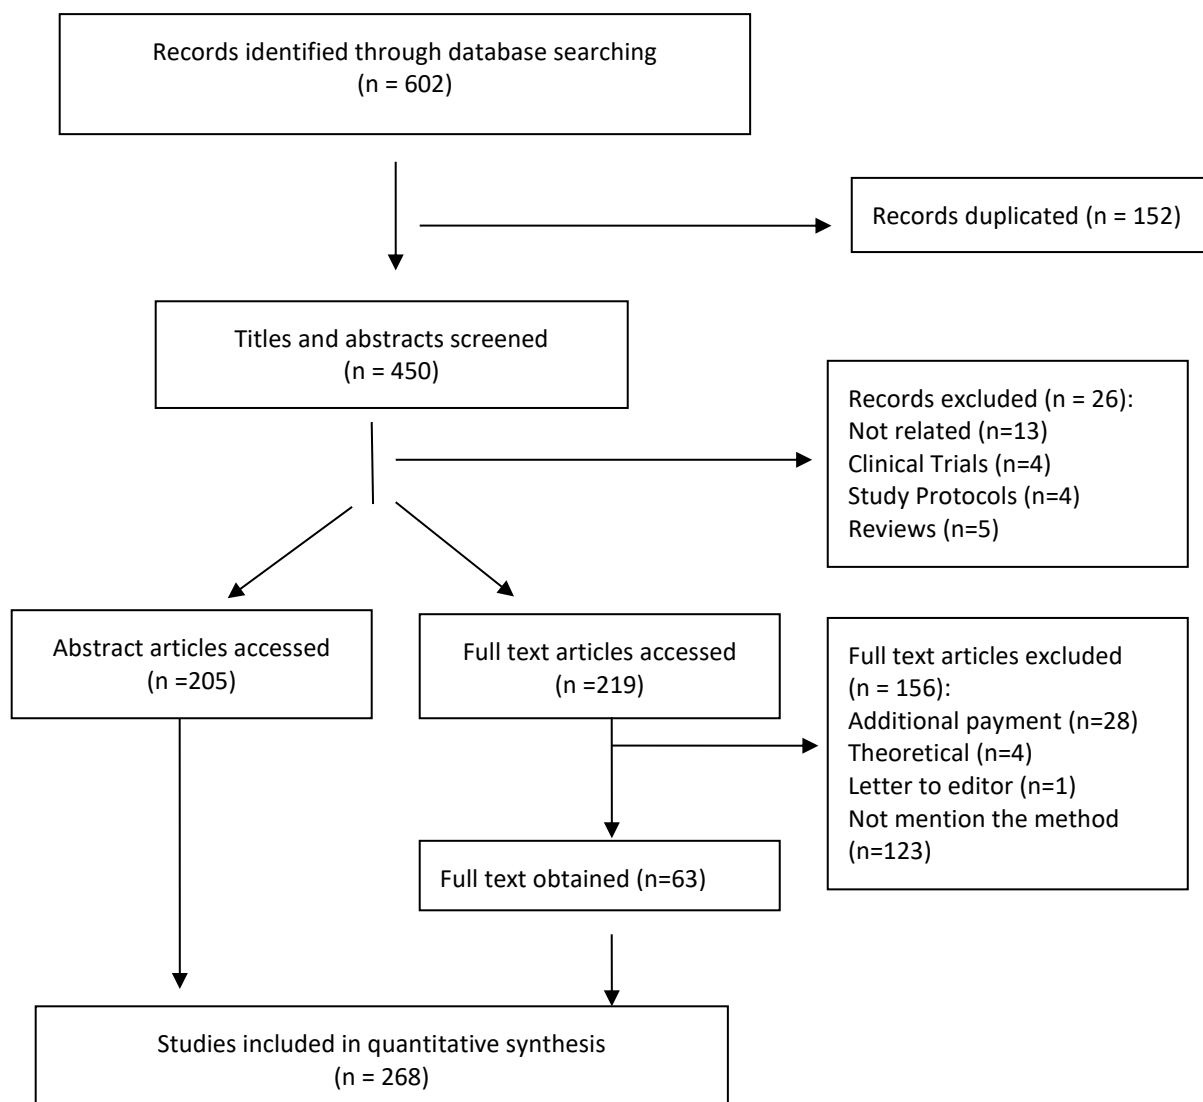 Records identified through database searching
(n = 602)
Records duplicated (n = 152)
Titles and abstracts screened
(n = 450)
Records excluded (n = 26):
Not related (n=13)
Clinical Trials (n=4)
Study Protocols (n=4)
Reviews (n=5)
Abstract articles accessed
(n =205)
Full text articles accessed
(n =219)
Full text articles excluded
(n = 156):
Additional payment (n=28)
Theoretical (n=4)
Letter to editor (n=1)
Not mention the method
(n=123)
Full text obtained (n=63)
Studies included in quantitative synthesis
(n = 268)